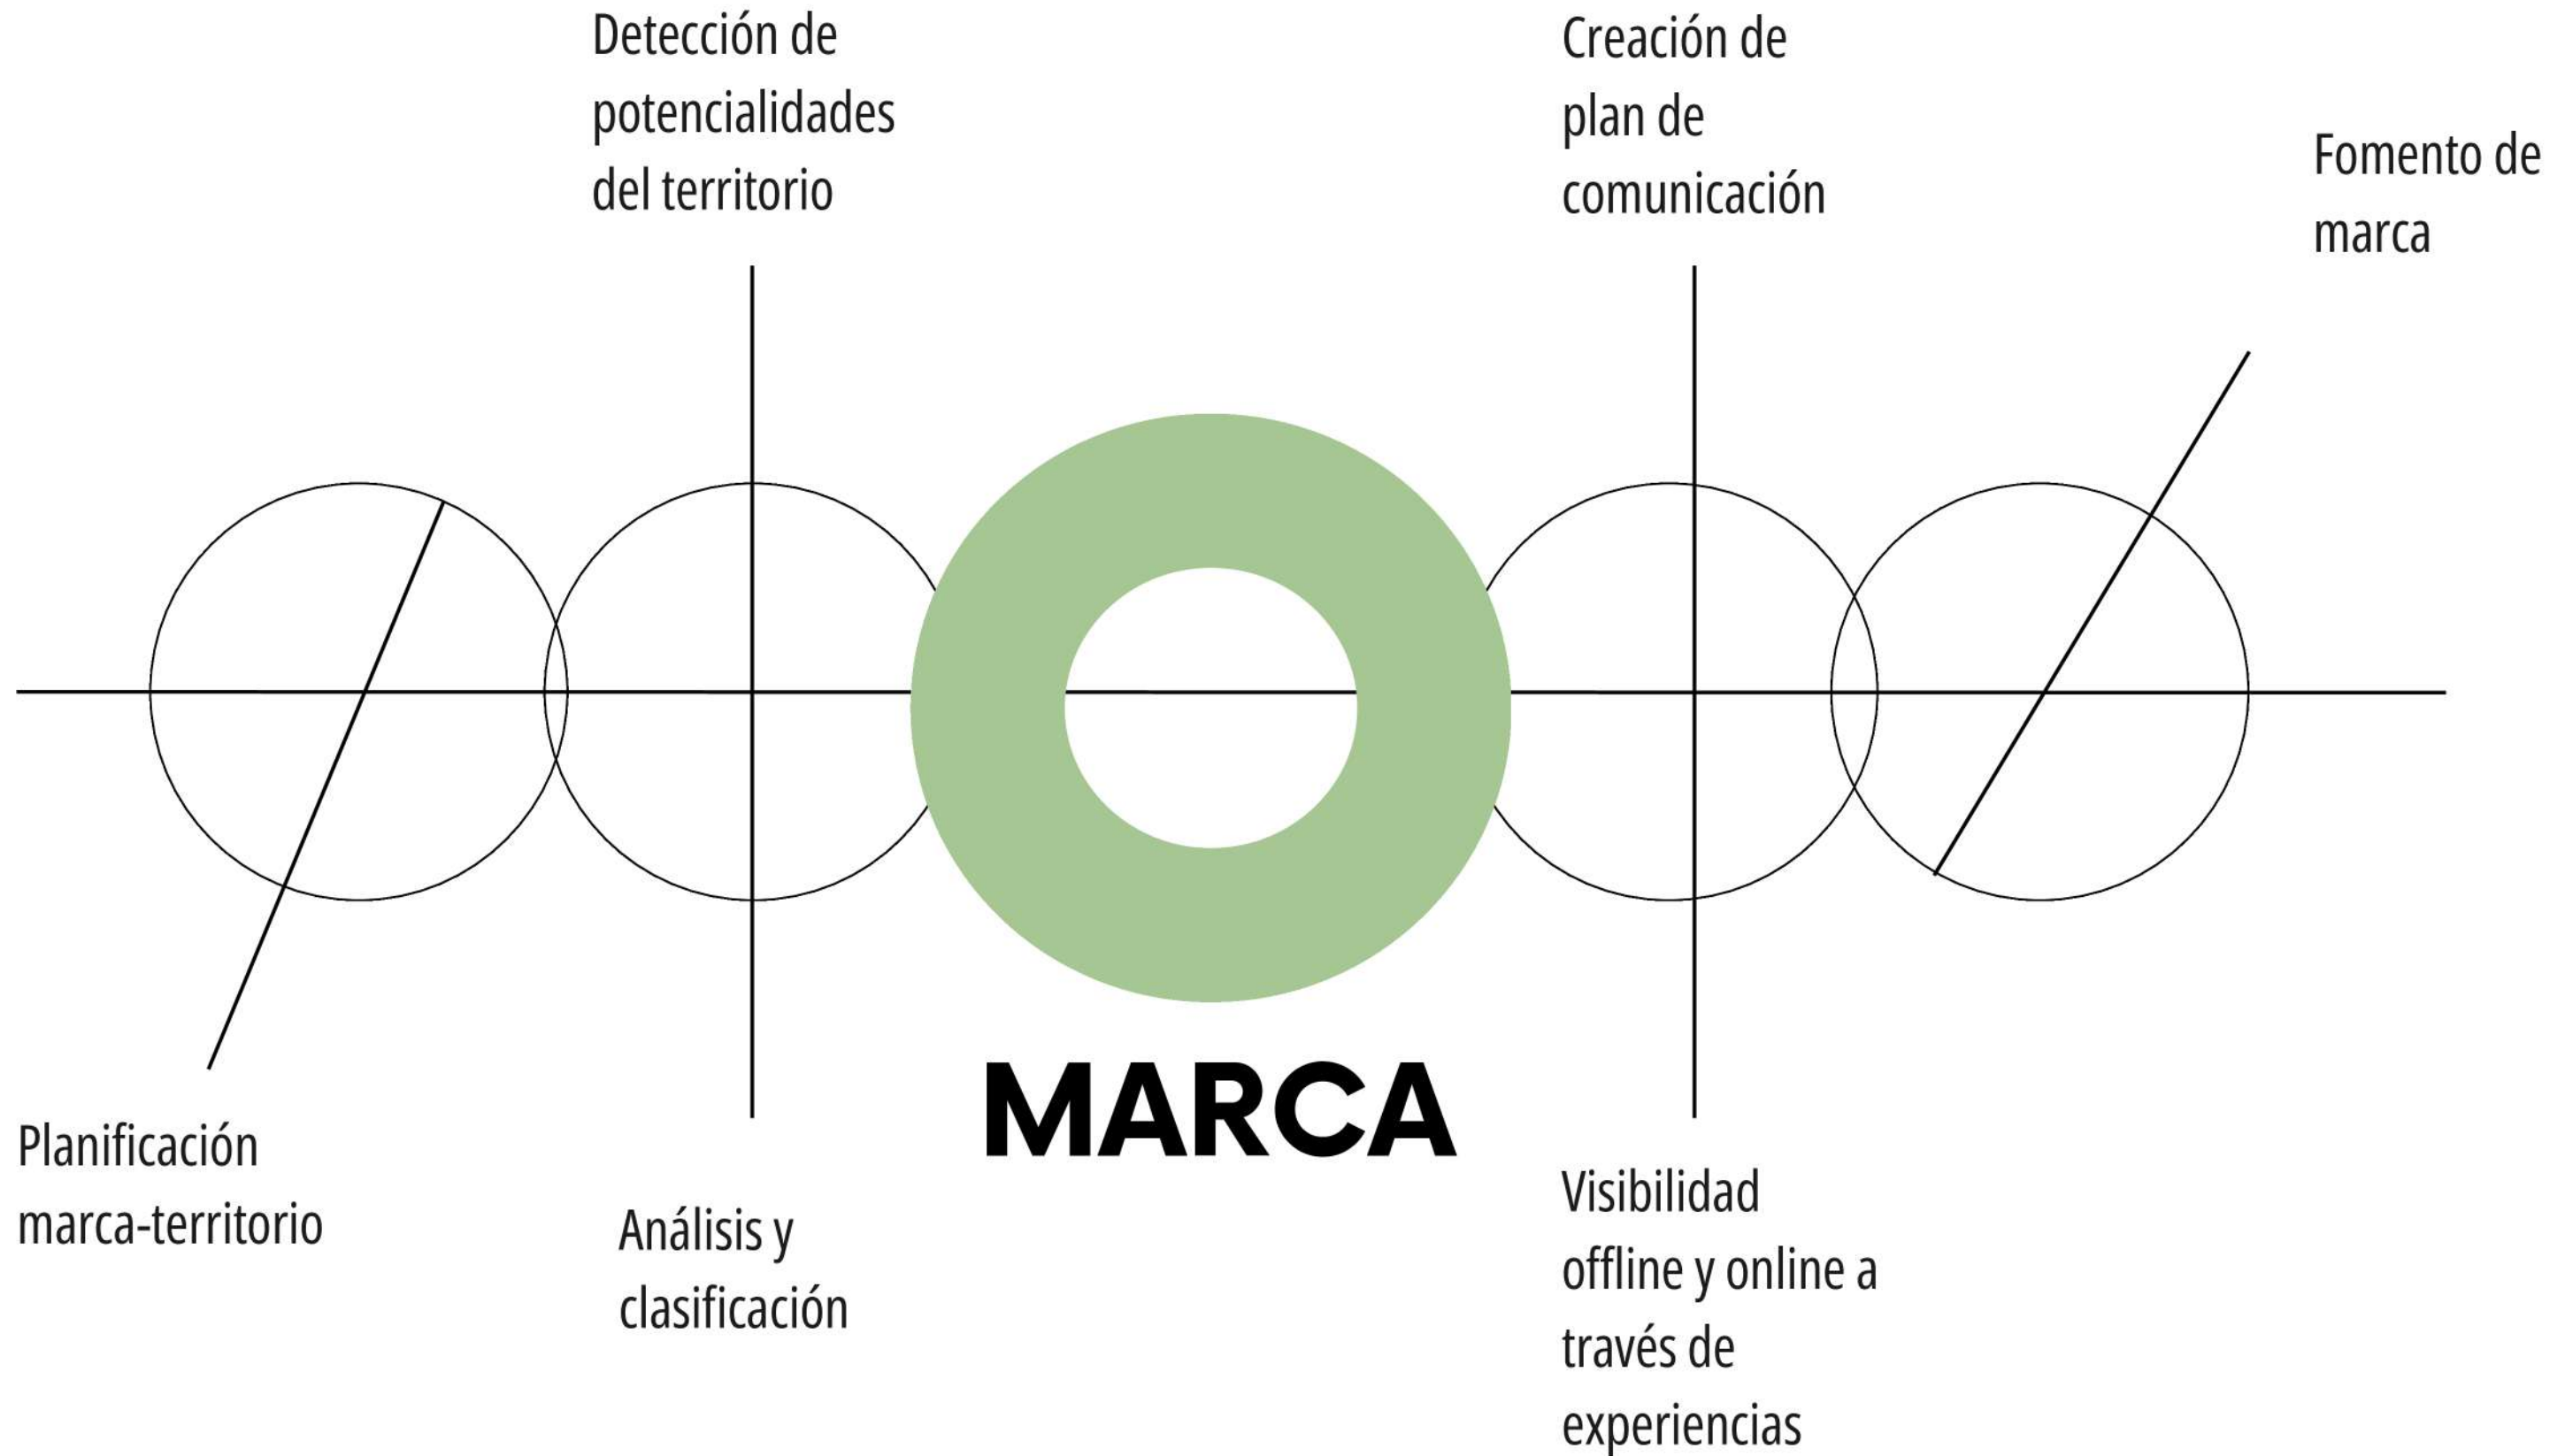 Detección de
potencialidades
del territorio
Creación de
plan de
comunicación
Fomento de
marca
MARCA
Planificación
marca-territorio
Análisis y
clasificación
Visibilidad
offline y online a
través de
experiencias